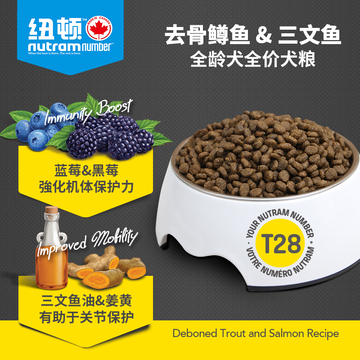 纽顿
nutram number
去骨鳟鱼 & 三文鱼
全龄犬全价犬粮
Immunity Boost
蓝莓&黑莓
強化机体保护力
Improved Mobility
三文鱼油&姜黄
有助于关节保护
YOUR NUTRAM NUMBER
T28
VOTRE NUMÉRO NUTRAM
Deboned Trout and Salmon Recipe